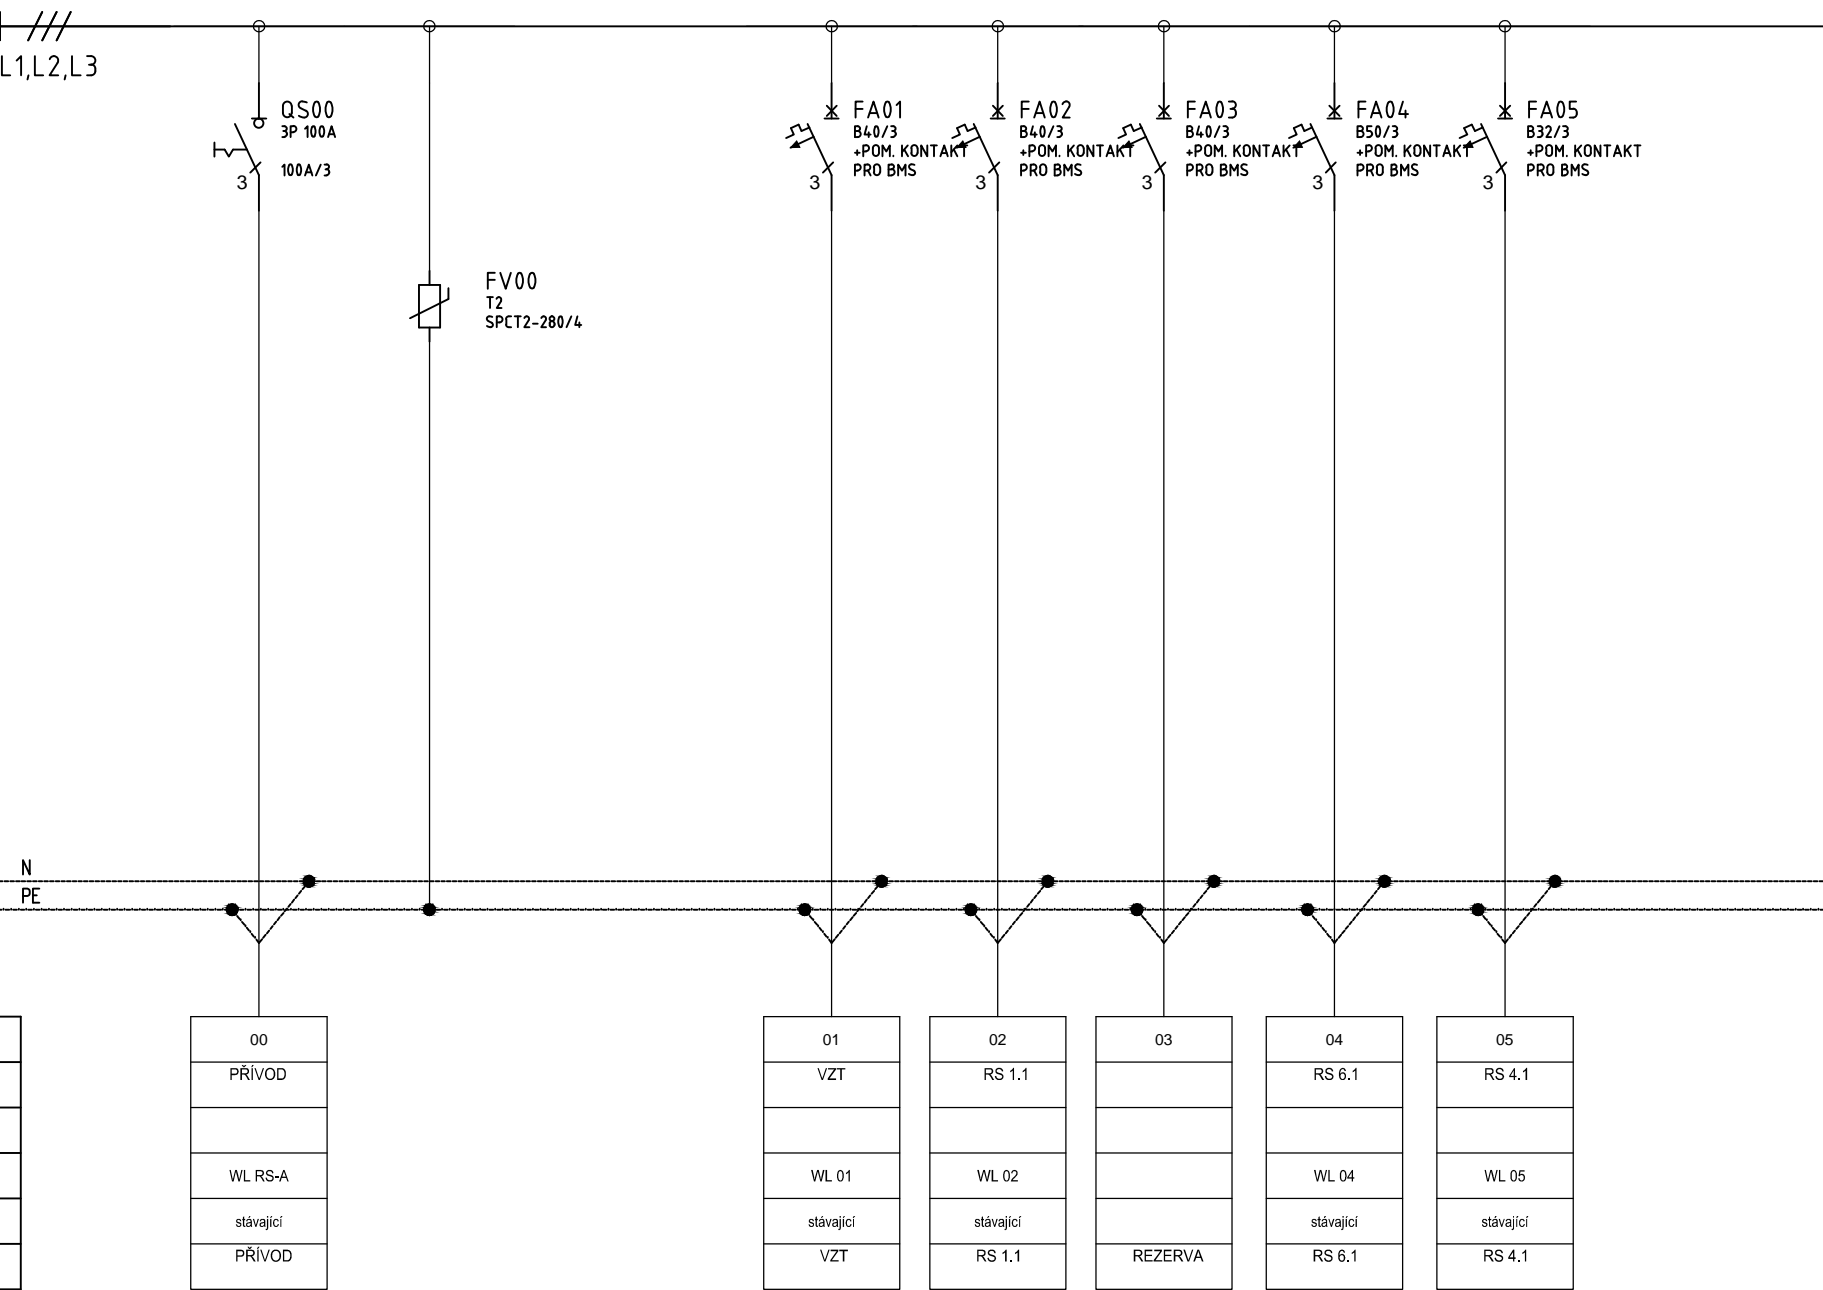 L1,L2,L3
QS00
3P 100A
100A/3
3
FV00
T2
SPCT2-280/4
FA01
B40/3
+POM. KONTAKT
PRO BMS
3
FA02
B40/3
+POM. KONTAKT
PRO BMS
3
FA03
B40/3
+POM. KONTAKT
PRO BMS
3
FA04
B50/3
+POM. KONTAKT
PRO BMS
3
FA05
B32/3
+POM. KONTAKT
PRO BMS
3
N
PE
00
PŘÍVOD
WL RS-A
stávající
PŘÍVOD
01
VZT
WL 01
stávající
VZT
02
RS 1.1
WL 02
stávající
RS 1.1
03
REZERVA
04
RS 6.1
WL 04
stávající
RS 6.1
05
RS 4.1
WL 05
stávající
RS 4.1